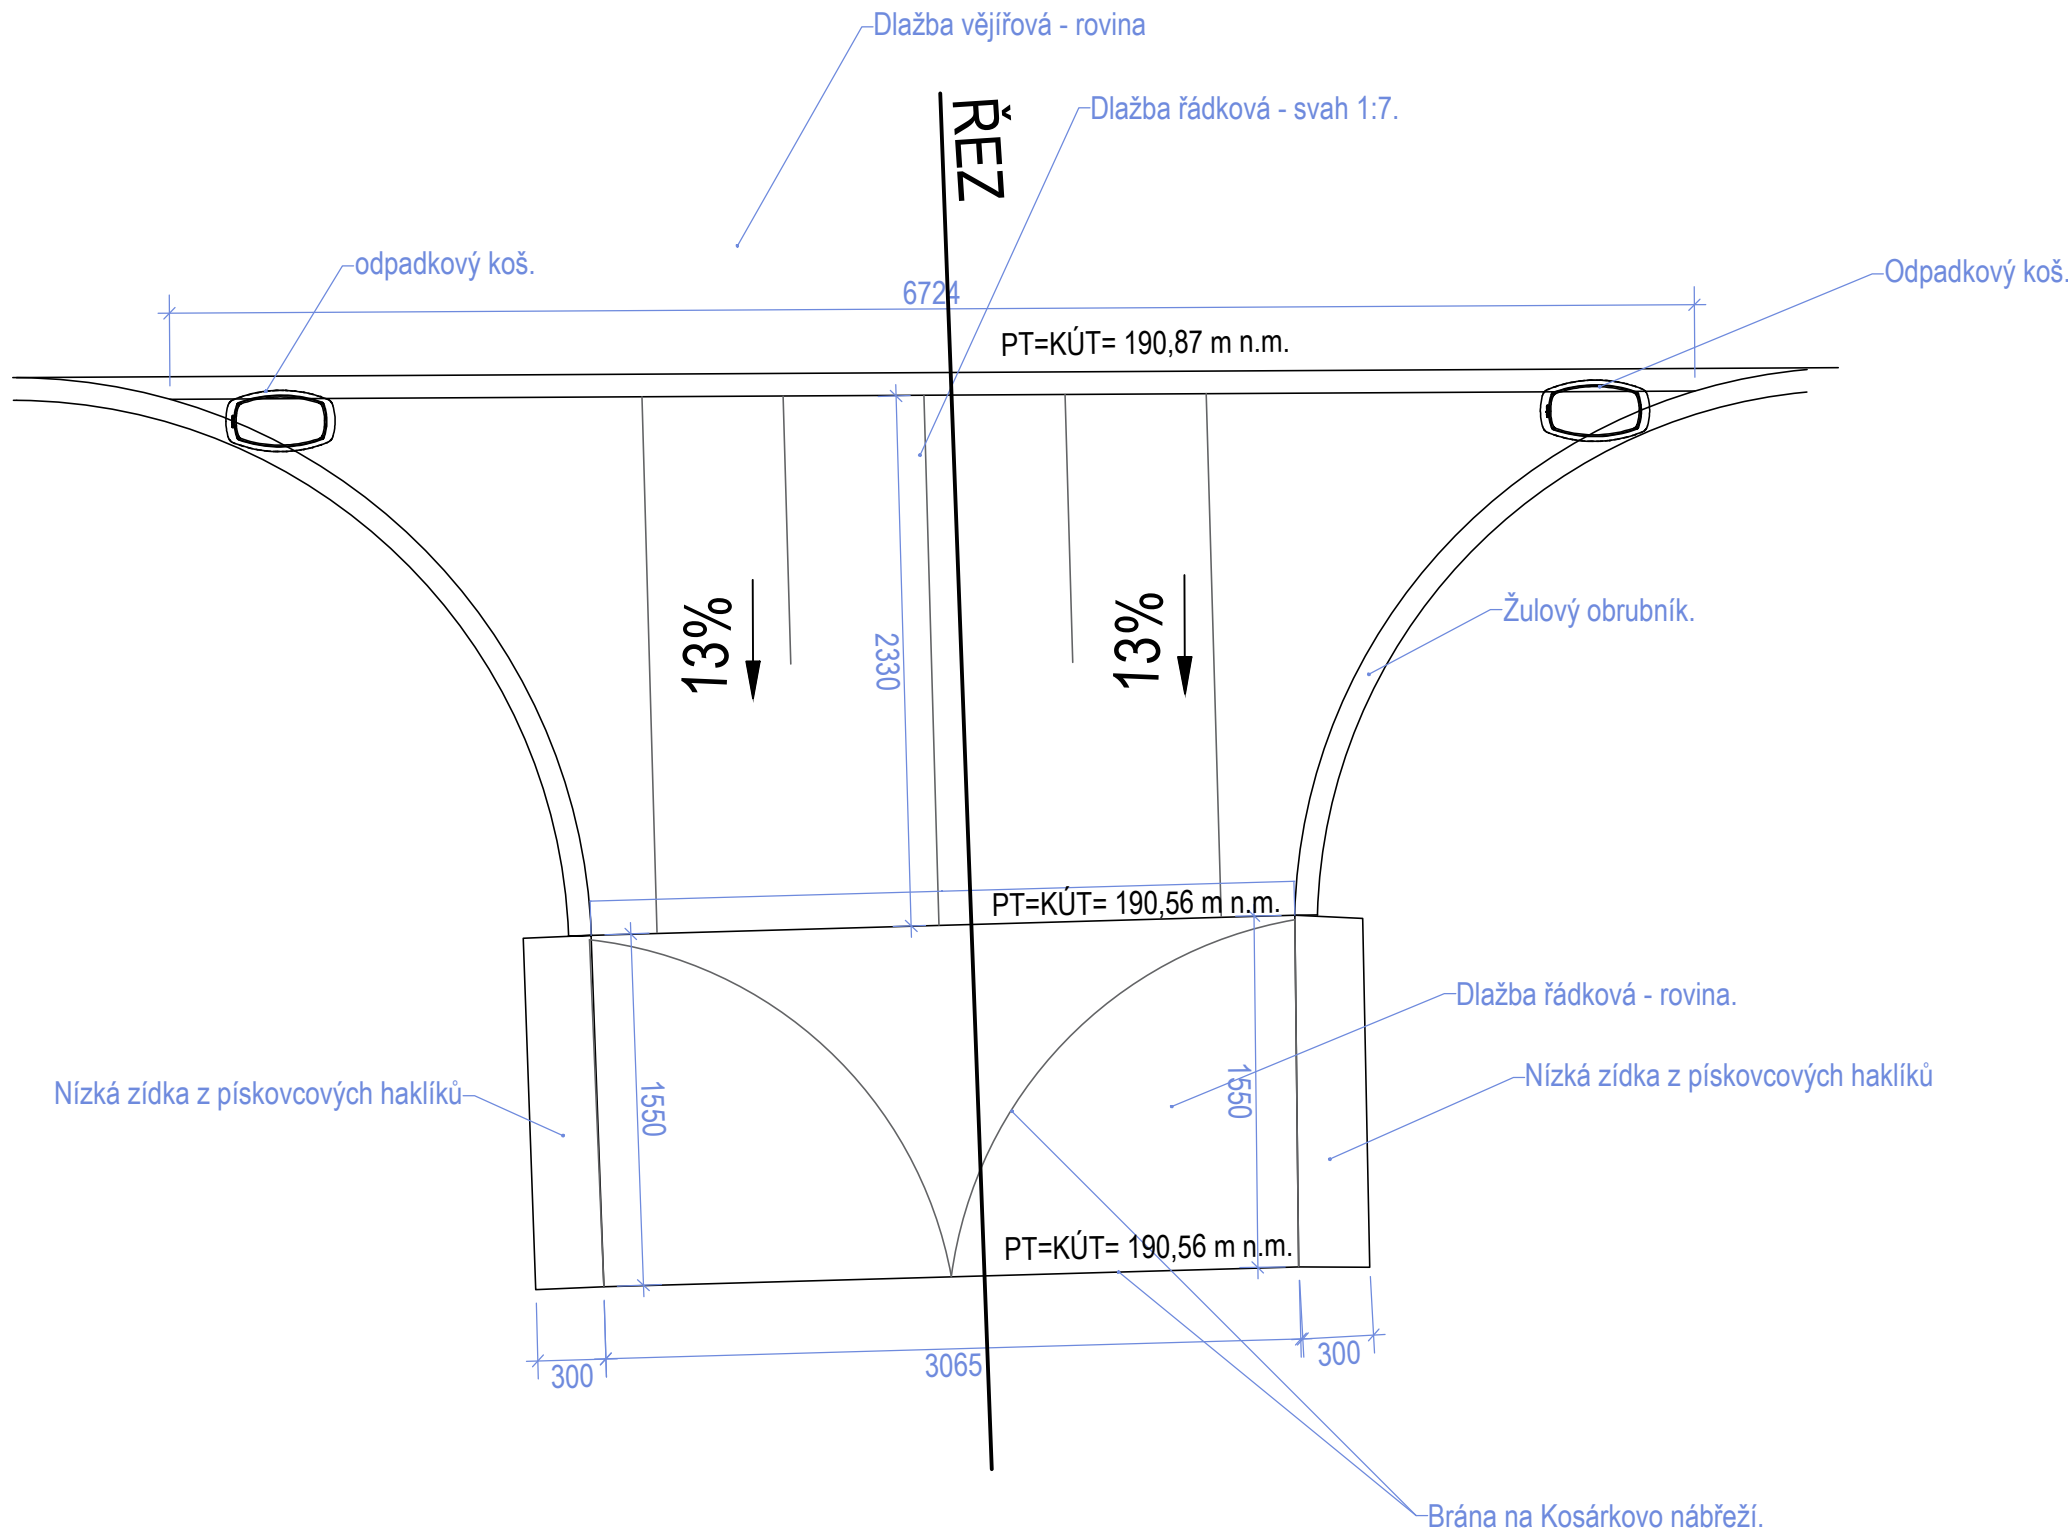 Dlažba vějířová - rovina
ŘEZ
Dlažba řádková - svah 1:7.
odpadkový koš.
Odpadkový koš.
6724
PT=KÚT= 190,87 m n.m.
13%
2330
13%
Žulový obrubník.
PT=KÚT= 190,56 m n.m.
Dlažba řádková - rovina.
Nízká zídka z pískovcových haklíků
1550
1550
Nízká zídka z pískovcových haklíků
PT=KÚT= 190,56 m n.m.
300
3065
300
Brána na Kosárkovo nábřeží.